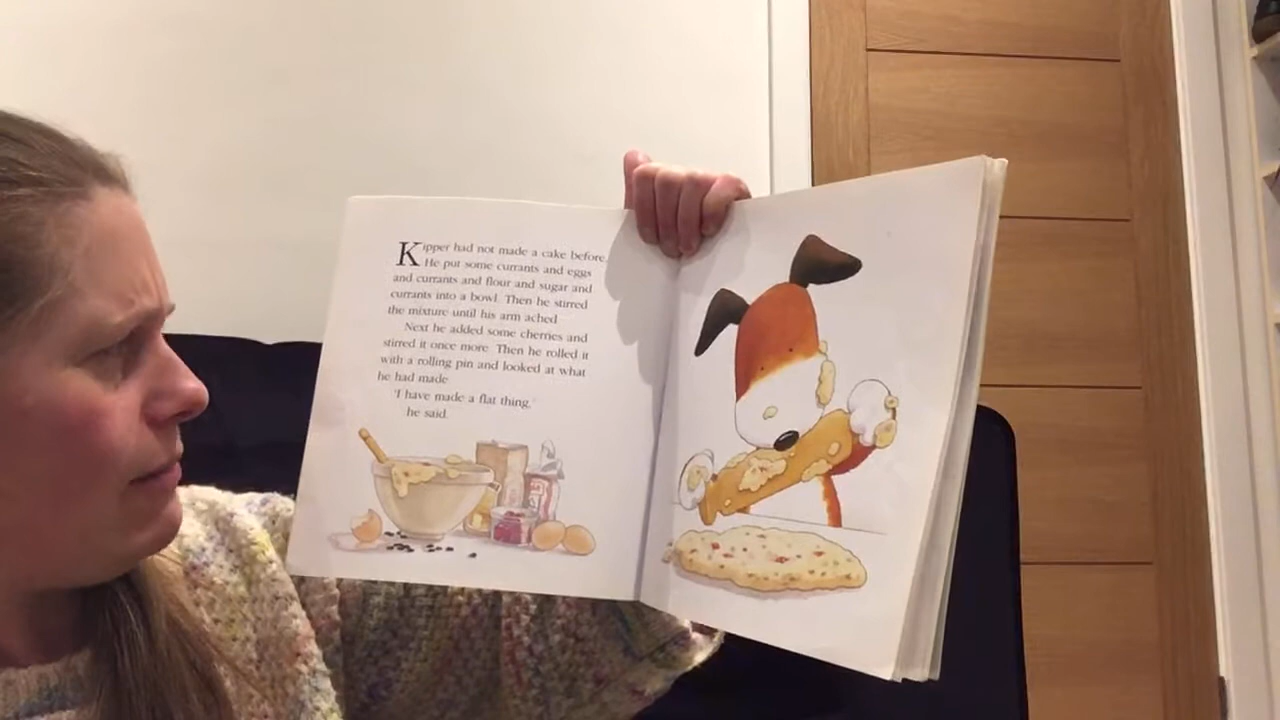 Kipper had not made a cake before.
He put some currants and eggs
and currants and flour and sugar and
currants into a bowl. Then he stirred
the mixture until his arm ached.
Next he added some cherries and
stirred it once more. Then he rolled it
with a rolling pin and looked at what
he had made.
'I have made a flat thing,'
he said.